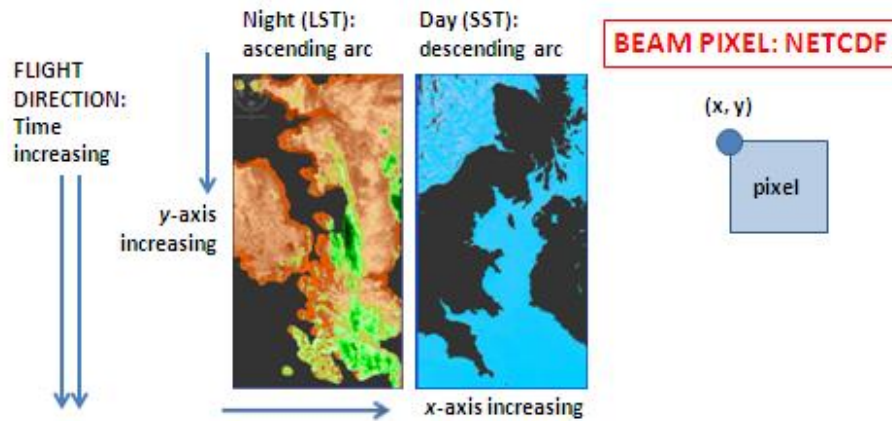 Night (LST):
ascending arc
Day (SST):
descending arc
BEAM PIXEL: NETCDF
FLIGHT
DIRECTION:
Time
increasing
y-axis
increasing
(x, y)
pixel
x-axis increasing